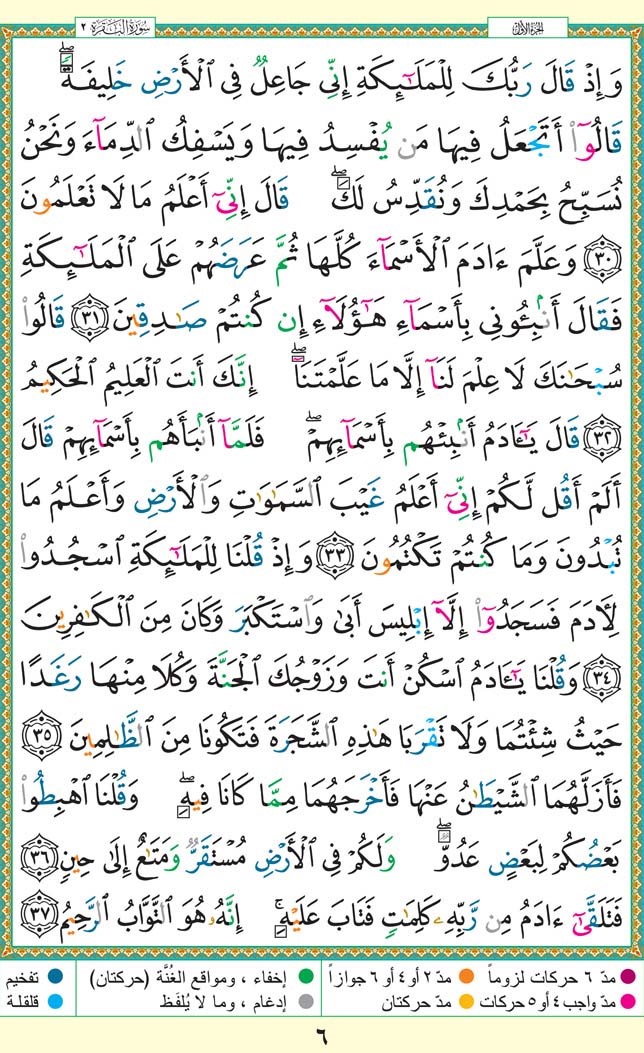 الجزء الأول
سورة البقرة ٢
وَإِذْ قَالَ رَبُّكَ لِلْمَلَـٰٓئِكَةِ إِنِّى جَاعِلٌ فِى ٱلْأَرْضِ خَلِيفَةً ۖ
قَالُوٓا۟ أَتَجْعَلُ فِيهَا مَن يُفْسِدُ فِيهَا وَيَسْفِكُ ٱلدِّمَآءَ وَنَحْنُ
نُسَبِّحُ بِحَمْدِكَ وَنُقَدِّسُ لَكَ ۖ قَالَ إِنِّىٓ أَعْلَمُ مَا لَا تَعْلَمُونَ
٣٠ وَعَلَّمَ ءَادَمَ ٱلْأَسْمَآءَ كُلَّهَا ثُمَّ عَرَضَهُمْ عَلَى ٱلْمَلَـٰٓئِكَةِ
فَقَالَ أَنۢبِـُٔونِى بِأَسْمَآءِ هَـٰٓؤُلَآءِ إِن كُنتُمْ صَـٰدِقِينَ ٣١ قَالُوا۟
سُبْحَـٰنَكَ لَا عِلْمَ لَنَآ إِلَّا مَا عَلَّمْتَنَآ ۖ إِنَّكَ أَنتَ ٱلْعَلِيمُ ٱلْحَكِيمُ
٣٢ قَالَ يَـٰٓـَٔادَمُ أَنۢبِئْهُم بِأَسْمَآئِهِمْ ۖ فَلَمَّآ أَنۢبَأَهُم بِأَسْمَآئِهِمْ قَالَ
أَلَمْ أَقُل لَّكُمْ إِنِّىٓ أَعْلَمُ غَيْبَ ٱلسَّمَـٰوَٰتِ وَٱلْأَرْضِ وَأَعْلَمُ مَا
تُبْدُونَ وَمَا كُنتُمْ تَكْتُمُونَ ٣٣ وَإِذْ قُلْنَا لِلْمَلَـٰٓئِكَةِ ٱسْجُدُوا۟
لِـَٔادَمَ فَسَجَدُوٓا۟ إِلَّآ إِبْلِيسَ أَبَىٰ وَٱسْتَكْبَرَ وَكَانَ مِنَ ٱلْكَـٰفِرِينَ
٣٤ وَقُلْنَا يَـٰٓـَٔادَمُ ٱسْكُنْ أَنتَ وَزَوْجُكَ ٱلْجَنَّةَ وَكُلَا مِنْهَا رَغَدًا
حَيْثُ شِئْتُمَا وَلَا تَقْرَبَا هَـٰذِهِ ٱلشَّجَرَةَ فَتَكُونَا مِنَ ٱلظَّـٰلِمِينَ ٣٥
فَأَزَلَّهُمَا ٱلشَّيْطَـٰنُ عَنْهَا فَأَخْرَجَهُمَا مِمَّا كَانَا فِيهِ ۖ وَقُلْنَا ٱهْبِطُوا۟
بَعْضُكُمْ لِبَعْضٍ عَدُوٌّ ۖ وَلَكُمْ فِى ٱلْأَرْضِ مُسْتَقَرٌّ وَمَتَـٰعٌ إِلَىٰ حِينٍ ٣٦
فَتَلَقَّىٰٓ ءَادَمُ مِن رَّبِّهِۦ كَلِمَـٰتٍ فَتَابَ عَلَيْهِ ۚ إِنَّهُۥ هُوَ ٱلتَّوَّابُ ٱلرَّحِيمُ ٣٧
مدّ ٦ حركات لزوماً مدّ ٢ أو ٤ أو ٦ جوازاً إخفاء ، ومواقع الغُنَّة (حركتان) تفخيم
مدّ واجب ٤ أو ٥ حركات مدّ حركتان إدغام ، وما لا يُلفَظ قلقلة
٦